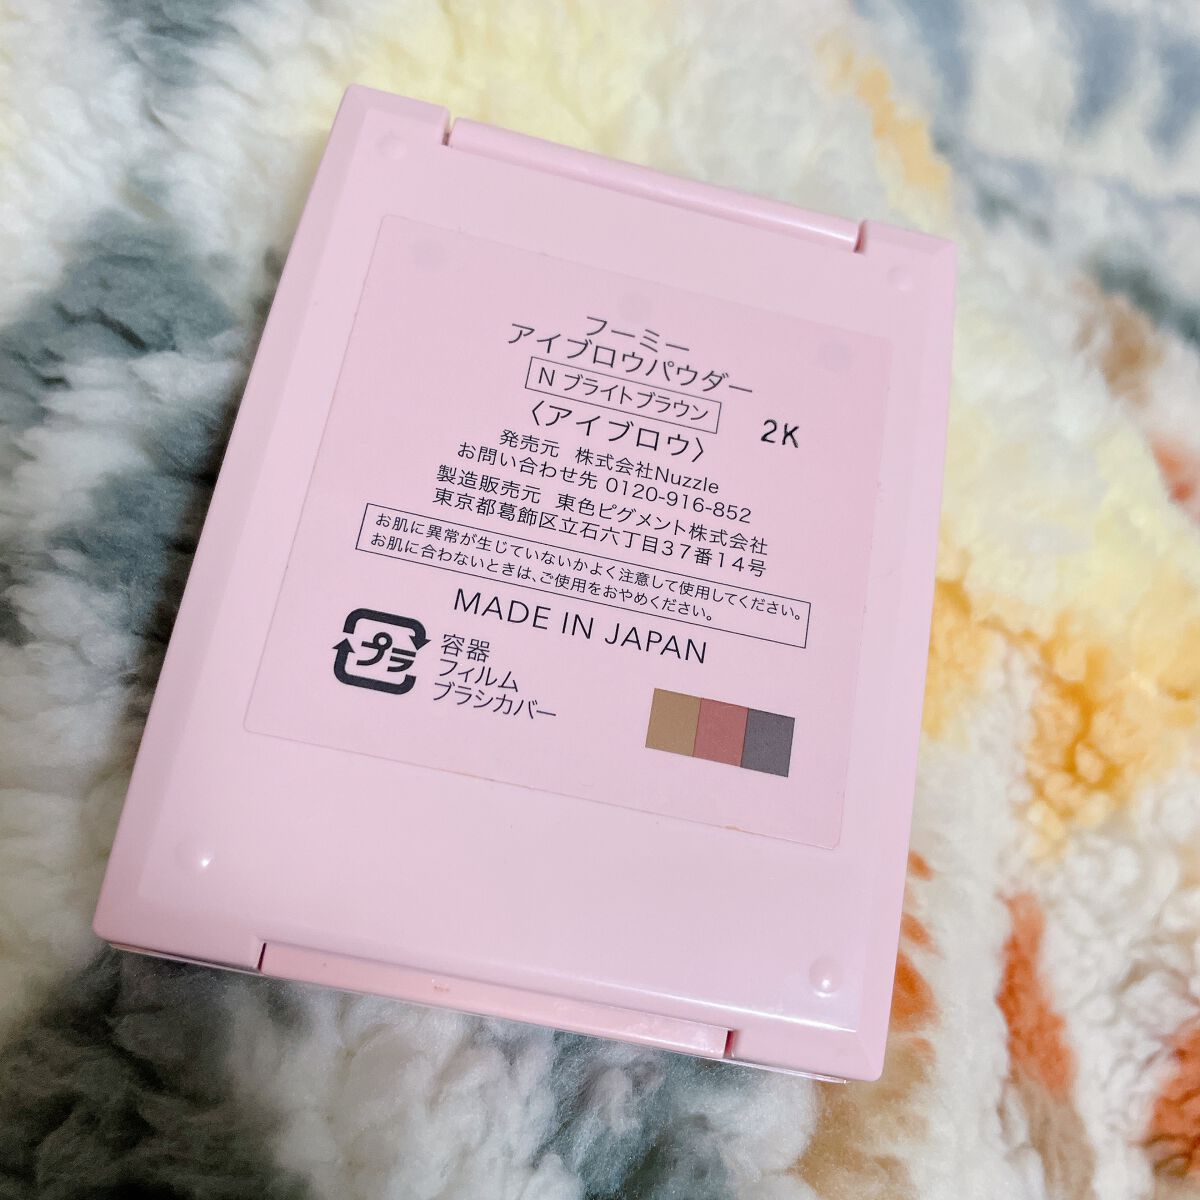 フーミー
アイブロウパウダー
N ブライトブラウン
2K
〈アイブロウ〉
発売元 株式会社Nuzzle
お問い合わせ先 0120-916-852
製造販売元 東色ピグメント株式会社
東京都葛飾区立石六丁目37番14号
お肌に異常が生じていないかよく注意して使用してください。
お肌に合わないときは、ご使用をおやめください。
MADE IN JAPAN
プラ
容器
フィルム
ブラシカバー